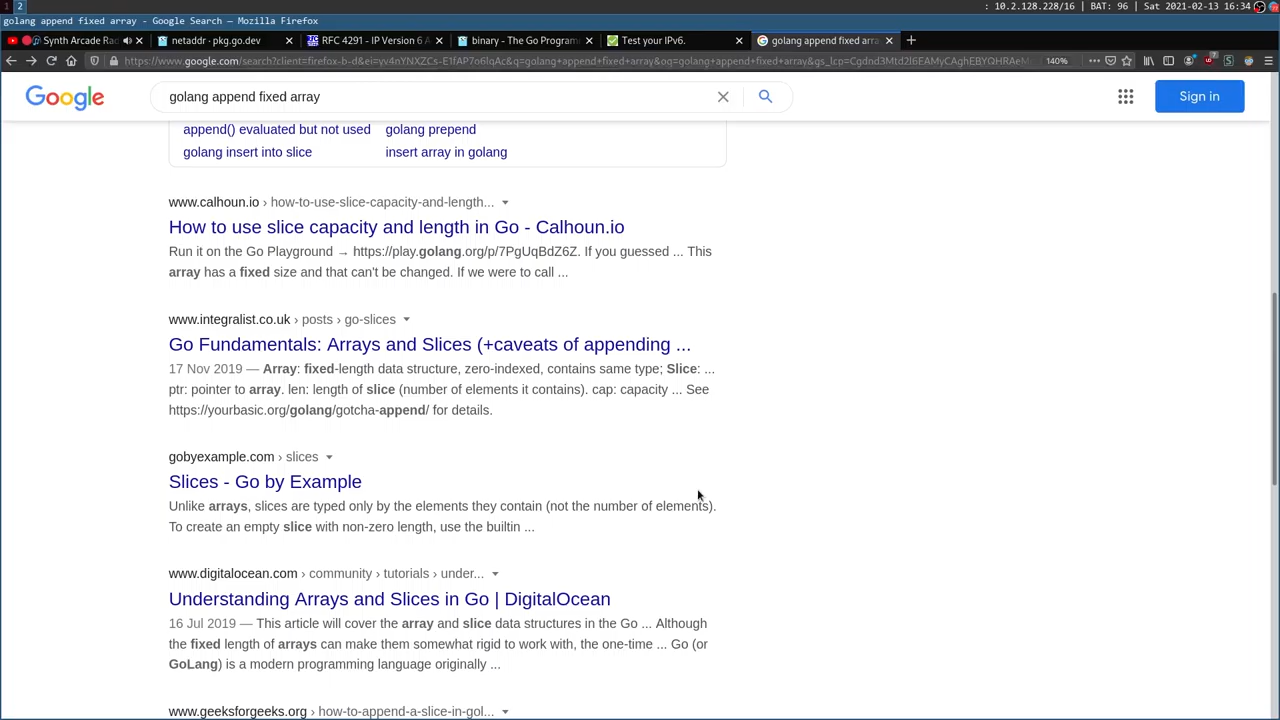 1 2 : 10.2.128.228/16 | BAT: 96 | Sat 2021-02-13 16:34
golang append fixed array - Google Search — Mozilla Firefox
Synth Arcade Rad
netaddr · pkg.go.dev
RFC 4291 - IP Version 6 A
binary - The Go Program
Test your IPv6.
golang append fixed arra
https://www.google.com/search?client=firefox-b-d&ei=
140%
Google
golang append fixed array
Sign in
append() evaluated but not used golang prepend
golang insert into slice insert array in golang
www.calhoun.io › how-to-use-slice-capacity-and-length...
How to use slice capacity and length in Go - Calhoun.io
Run it on the Go Playground → https://play.golang.org/p/7PgUqBdZ6Z. If you guessed ... This
array has a fixed size and that can't be changed. If we were to call ...
www.integralist.co.uk › posts › go-slices
Go Fundamentals: Arrays and Slices (+caveats of appending ...
17 Nov 2019 — Array: fixed-length data structure, zero-indexed, contains same type; Slice: ...
ptr: pointer to array. len: length of slice (number of elements it contains). cap: capacity ... See
https://yourbasic.org/golang/gotcha-append/ for details.
gobyexample.com › slices
Slices - Go by Example
Unlike arrays, slices are typed only by the elements they contain (not the number of elements).
To create an empty slice with non-zero length, use the builtin ...
www.digitalocean.com › community › tutorials › under...
Understanding Arrays and Slices in Go | DigitalOcean
16 Jul 2019 — This article will cover the array and slice data structures in the Go ... Although
the fixed length of arrays can make them somewhat rigid to work with, the one-time ... Go (or
GoLang) is a modern programming language originally ...
www.geeksforgeeks.org › how-to-append-a-slice-in-gol...